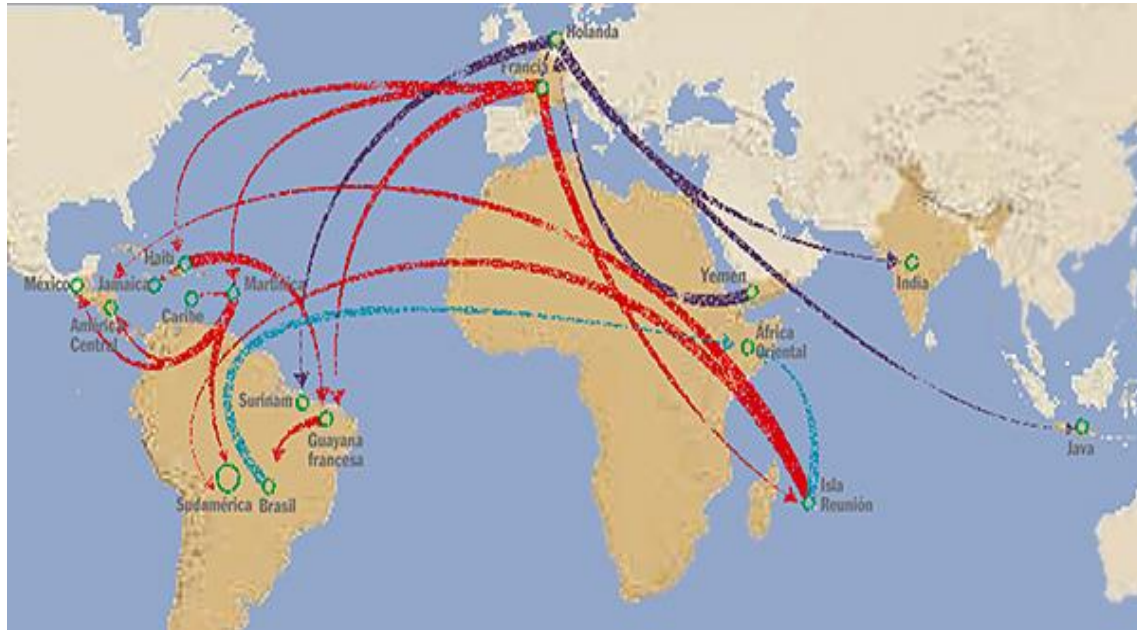 Holanda
Francia
Haití
México
Jamaica
Martinica
Caribe
América
Central
Yemen
India
África
Oriental
Surinam
Guayana
francesa
Java
Sudamérica
Brasil
Isla
Reunión